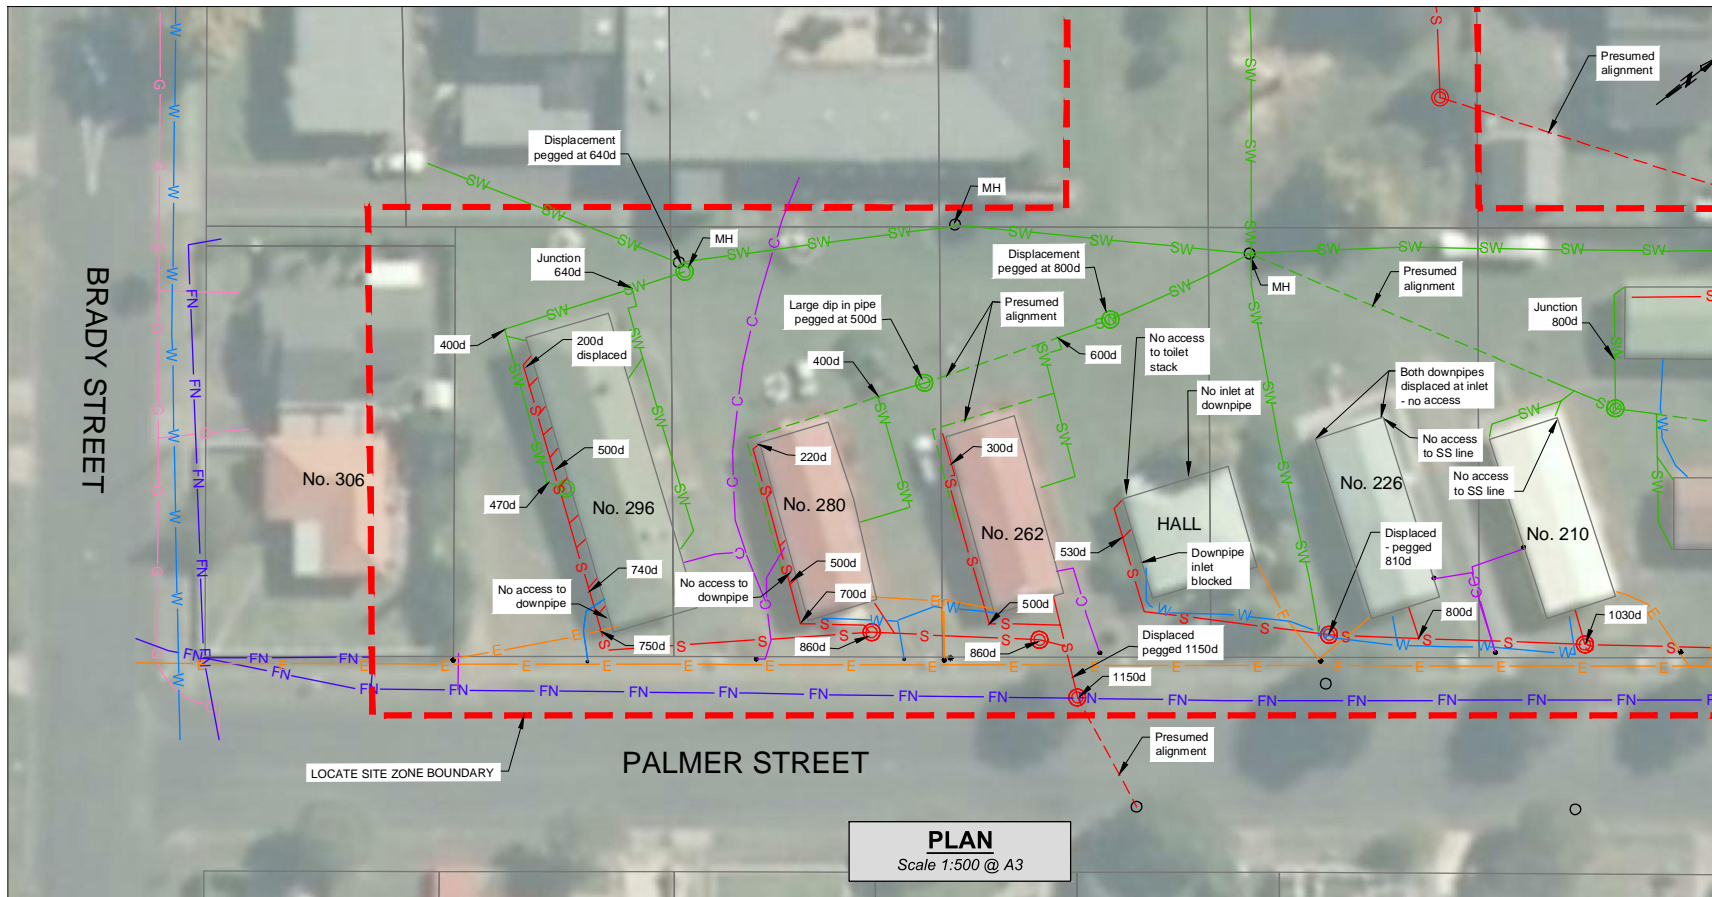 Presumed
alignment
N
Displacement
pegged at 640d
MH
MH
Junction
640d
Displacement
pegged at 800d
MH
Presumed
alignment
Large dip in pipe
pegged at 500d
Presumed
alignment
Junction
800d
400d
200d
displaced
400d
600d
No access
to toilet
stack
No inlet at
downpipe
Both downpipes
displaced at inlet
- no access
No access
to SS line
No access
to SS line
BRADY STREET
No. 306
500d
470d
No. 296
220d
No. 280
300d
No. 262
HALL
No. 226
No. 210
530d
Downpipe
inlet
blocked
Displaced
- pegged
810d
740d
No access to
downpipe
No access to
downpipe
500d
700d
500d
750d
860d
860d
Displaced
pegged 1150d
1150d
800d
1030d
LOCATE SITE ZONE BOUNDARY
PALMER STREET
Presumed
alignment
PLAN
Scale 1:500 @ A3